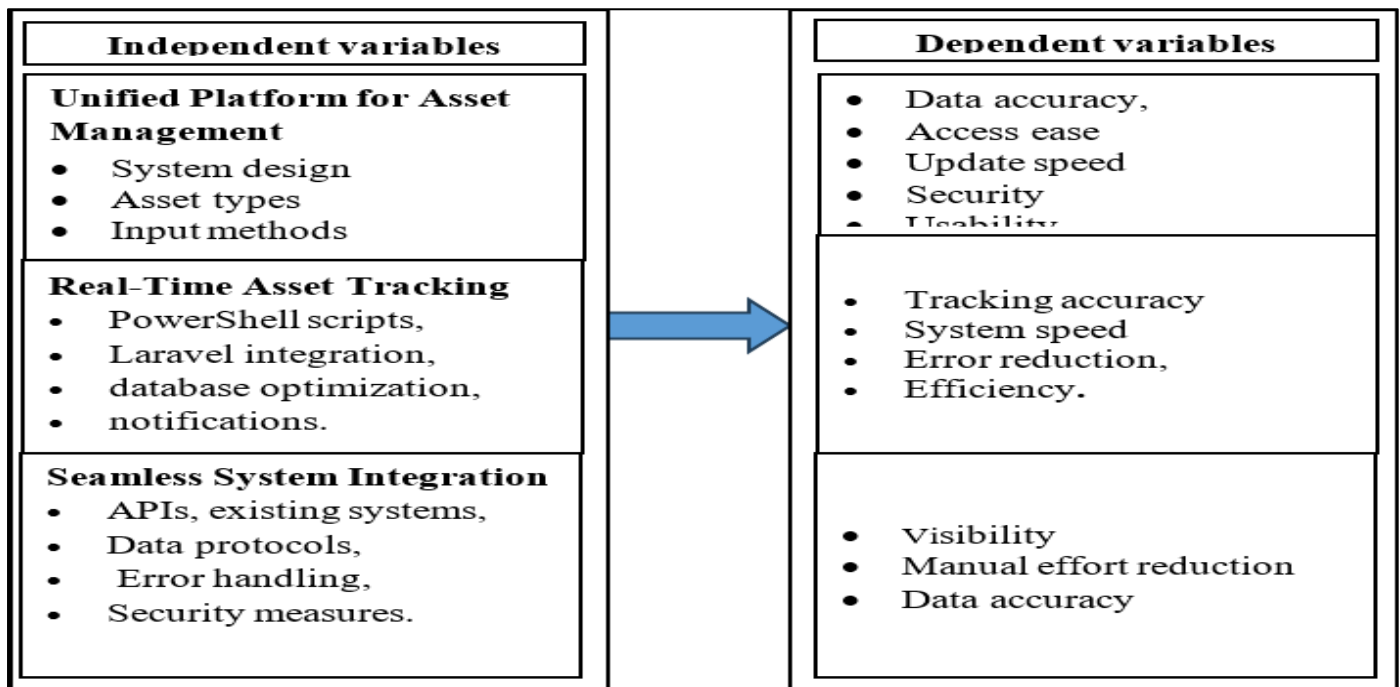 Independent variables
Unified Platform for Asset
Management
• System design
• Asset types
• Input methods
Real-Time Asset Tracking
• PowerShell scripts,
• Laravel integration,
• database optimization,
• notifications.
Seamless System Integration
• APIs, existing systems,
• Data protocols,
• Error handling,
• Security measures.
Dependent variables
• Data accuracy,
• Access ease
• Update speed
• Security
• Usability
• Tracking accuracy
• System speed
• Error reduction,
• Efficiency.
• Visibility
• Manual effort reduction
• Data accuracy